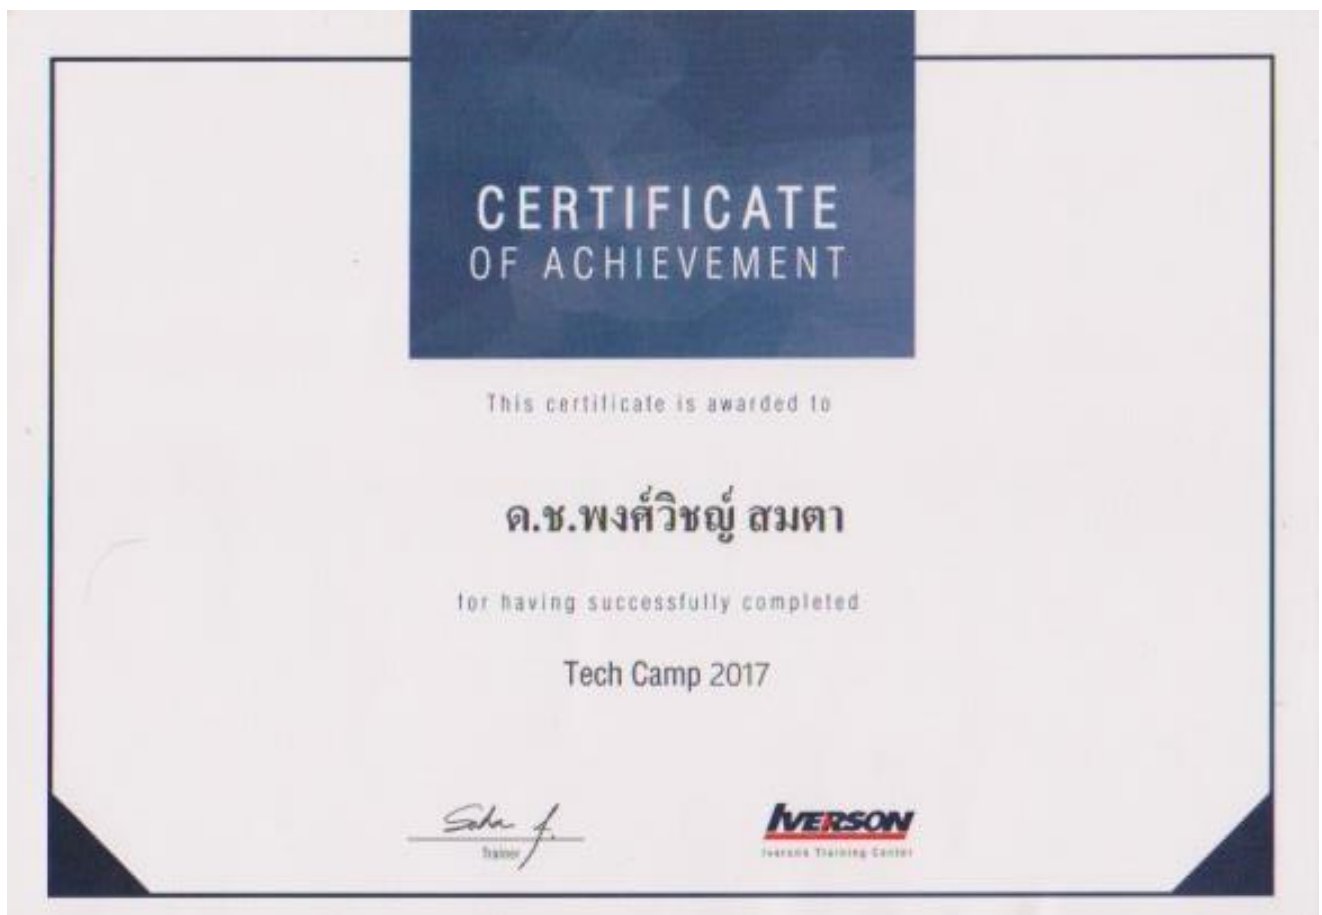 CERTIFICATE
OF ACHIEVEMENT
This certificate is awarded to
ด.ช.พงศ์วิชญ์ สมตา
for having successfully completed
Tech Camp 2017
Trainer
IVERSON
Training Center